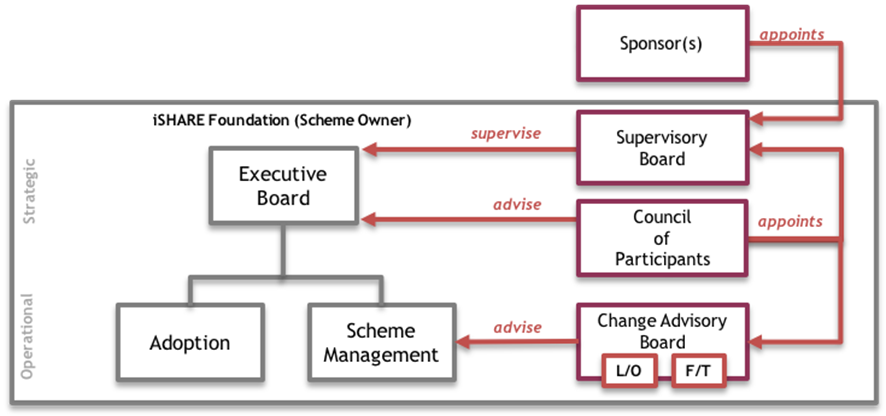 Sponsor(s)
appoints
iSHARE Foundation (Scheme Owner)
supervise
Supervisory
Board
Strategic
Executive
Board
advise
Council
of
Participants
appoints
Operational
Adoption
Scheme
Management
advise
Change Advisory
Board
L/O
F/T